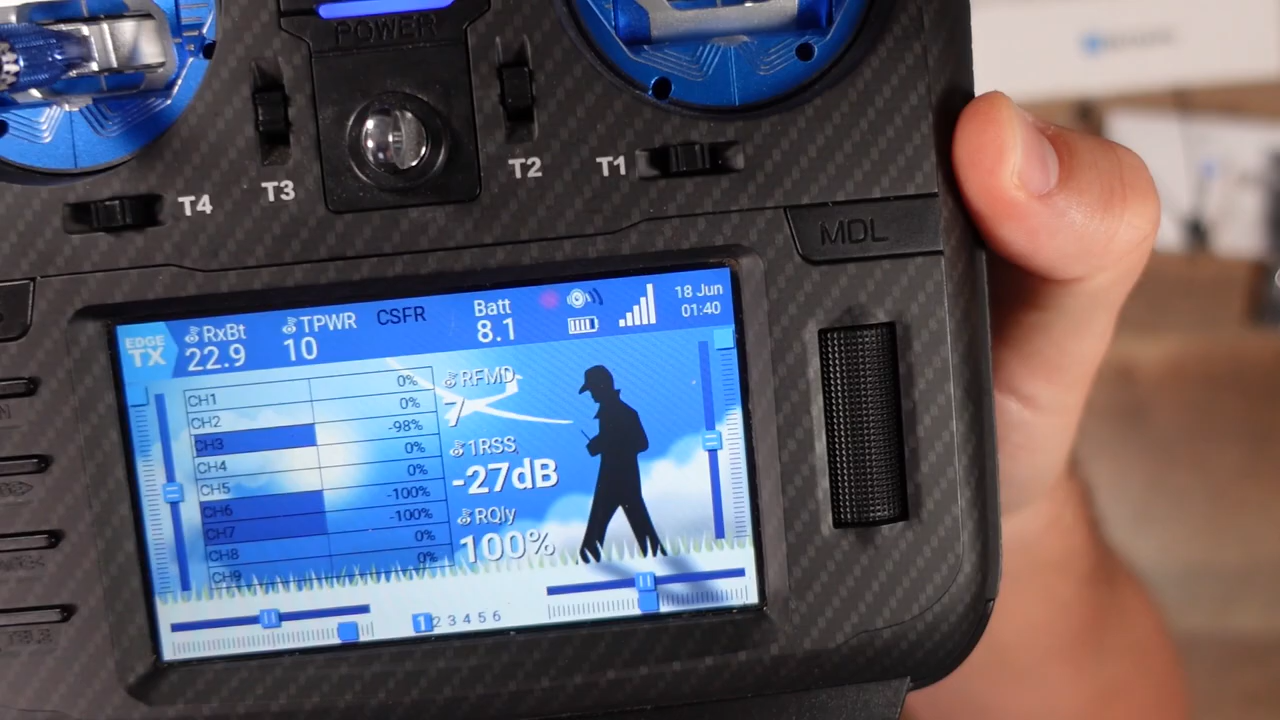 POWER
T4
T3
T2
T1
MDL
EDGE
TX
RxBt
22.9
TPWR
10
CSFR
Batt
8.1
18 Jun
01:40
CH1 0%
CH2 0%
CH3 -98%
CH4 0%
CH5 0%
CH6 -100%
CH7 -100%
CH8 0%
CH9 0%
RFMD
7
1RSS
-27dB
RQly
100%
1 2 3 4 5 6